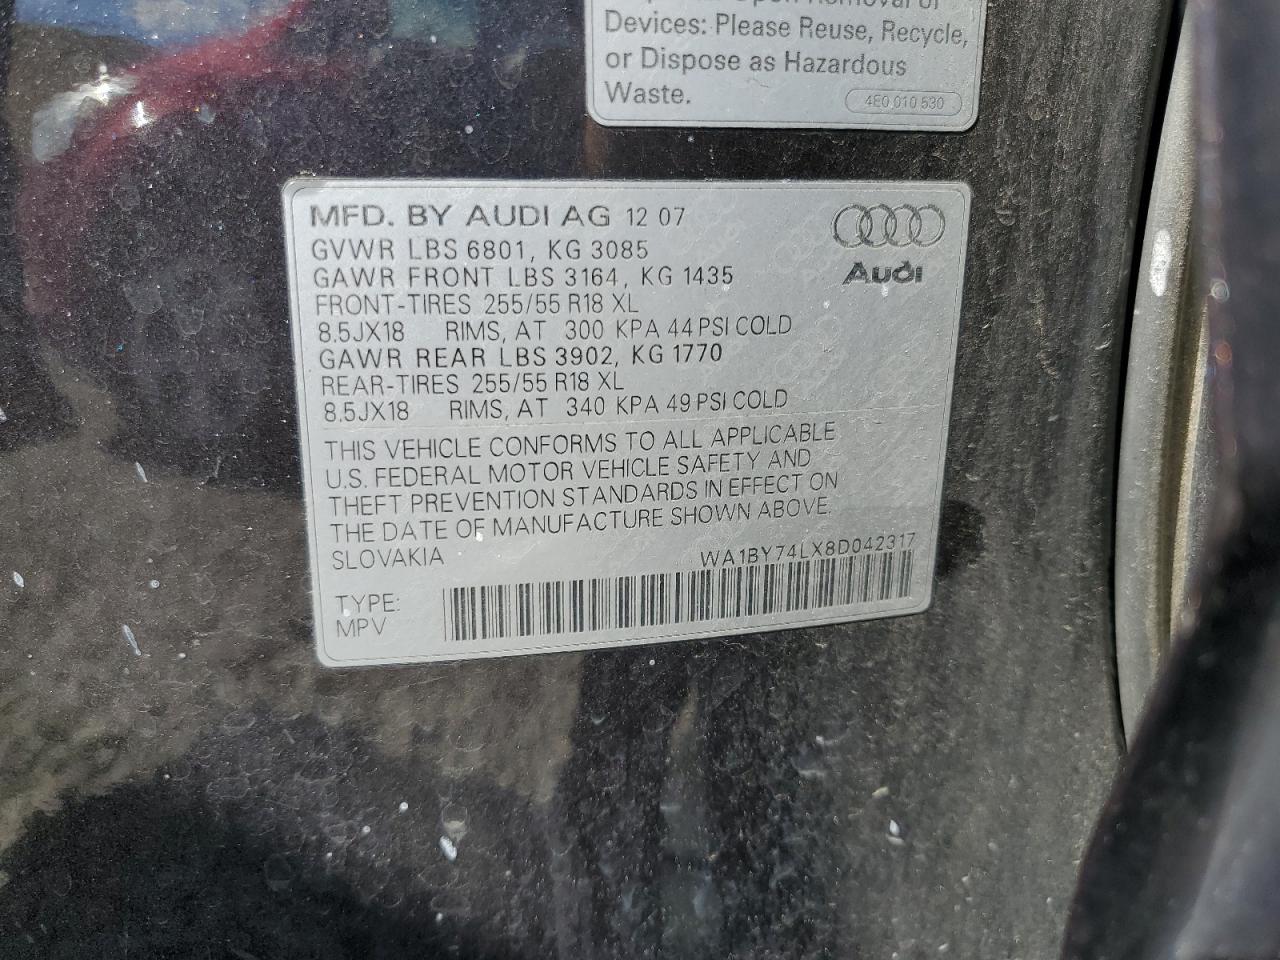 Devices: Please Reuse, Recycle,
or Dispose as Hazardous
Waste.
4E0 010 530
MFD. BY AUDI AG 12 07
GVWR LBS 6801, KG 3085
GAWR FRONT LBS 3164, KG 1435
FRONT-TIRES 255/55 R18 XL
8.5JX18 RIMS, AT 300 KPA 44 PSI COLD
GAWR REAR LBS 3902, KG 1770
REAR-TIRES 255/55 R18 XL
8.5JX18 RIMS, AT 340 KPA 49 PSI COLD
Audi
THIS VEHICLE CONFORMS TO ALL APPLICABLE
U.S. FEDERAL MOTOR VEHICLE SAFETY AND
THEFT PREVENTION STANDARDS IN EFFECT ON
THE DATE OF MANUFACTURE SHOWN ABOVE.
SLOVAKIA WA1BY74LX8D042317
TYPE:
MPV